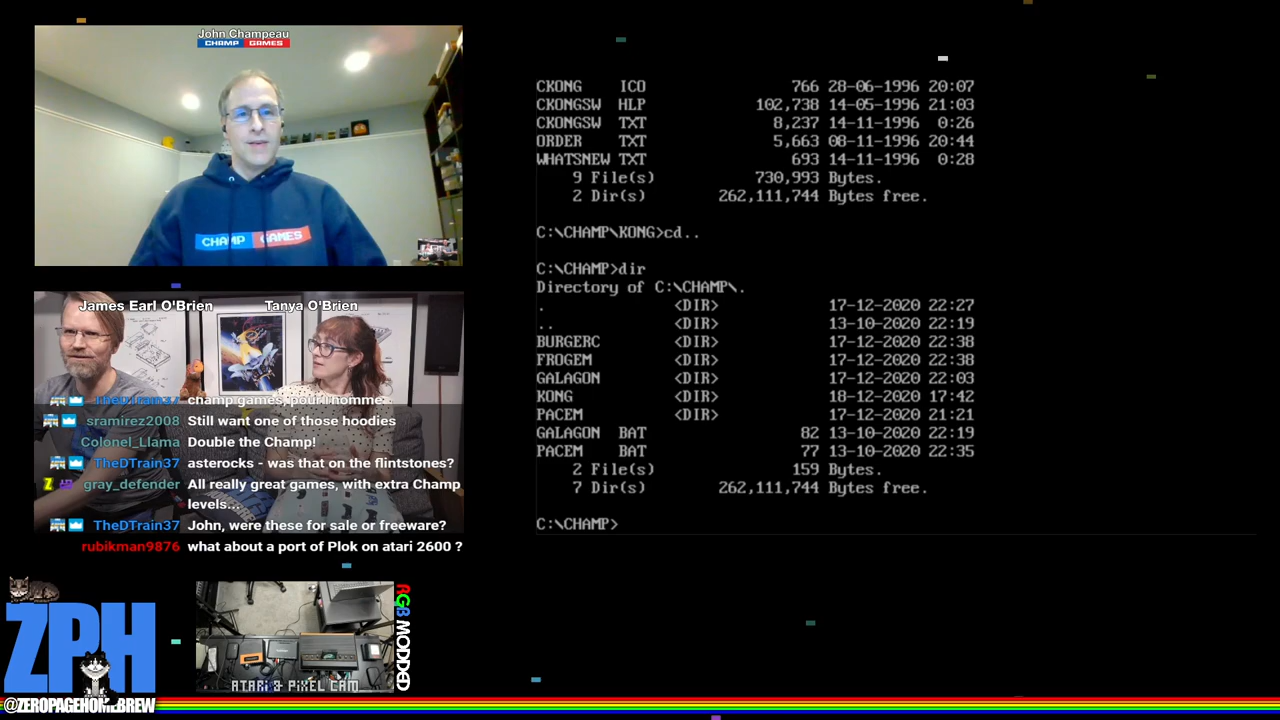 John Champeau
CHAMP GAMES
CHAMP GAMES
James Earl O'Brien
Tanya O'Brien
TheDTrain37 champ games, pour l'homme..
sramirez2008 Still want one of those hoodies
Colonel_Llama Double the Champ!
TheDTrain37 asterocks - was that on the flintstones?
gray_defender All really great games, with extra Champ
levels...
TheDTrain37 John, were these for sale or freeware?
rubikman9876 what about a port of Plok on atari 2600 ?
ZPH
@ZEROPAGEHOMEBREW
ATARI & PIXEL CAM
RGB MODDED
CKONG ICO 766 28-06-1996 20:07
CKONGSW HLP 102,738 14-05-1996 21:03
CKONGSW TXT 8,237 14-11-1996 0:26
ORDER TXT 5,663 08-11-1996 20:44
WHATSNEW TXT 693 14-11-1996 0:28
9 File(s) 730,993 Bytes.
2 Dir(s) 262,111,744 Bytes free.
C:\CHAMP\KONG>cd..
C:\CHAMP>dir
Directory of C:\CHAMP\.
. <DIR> 17-12-2020 22:27
.. <DIR> 13-10-2020 22:19
BURGERC <DIR> 17-12-2020 22:38
FROGEM <DIR> 17-12-2020 22:38
GALAGON <DIR> 17-12-2020 22:03
KONG <DIR> 18-12-2020 17:42
PACEM <DIR> 17-12-2020 21:21
GALAGON BAT 82 13-10-2020 22:19
PACEM BAT 77 13-10-2020 22:35
2 File(s) 159 Bytes.
7 Dir(s) 262,111,744 Bytes free.
C:\CHAMP>